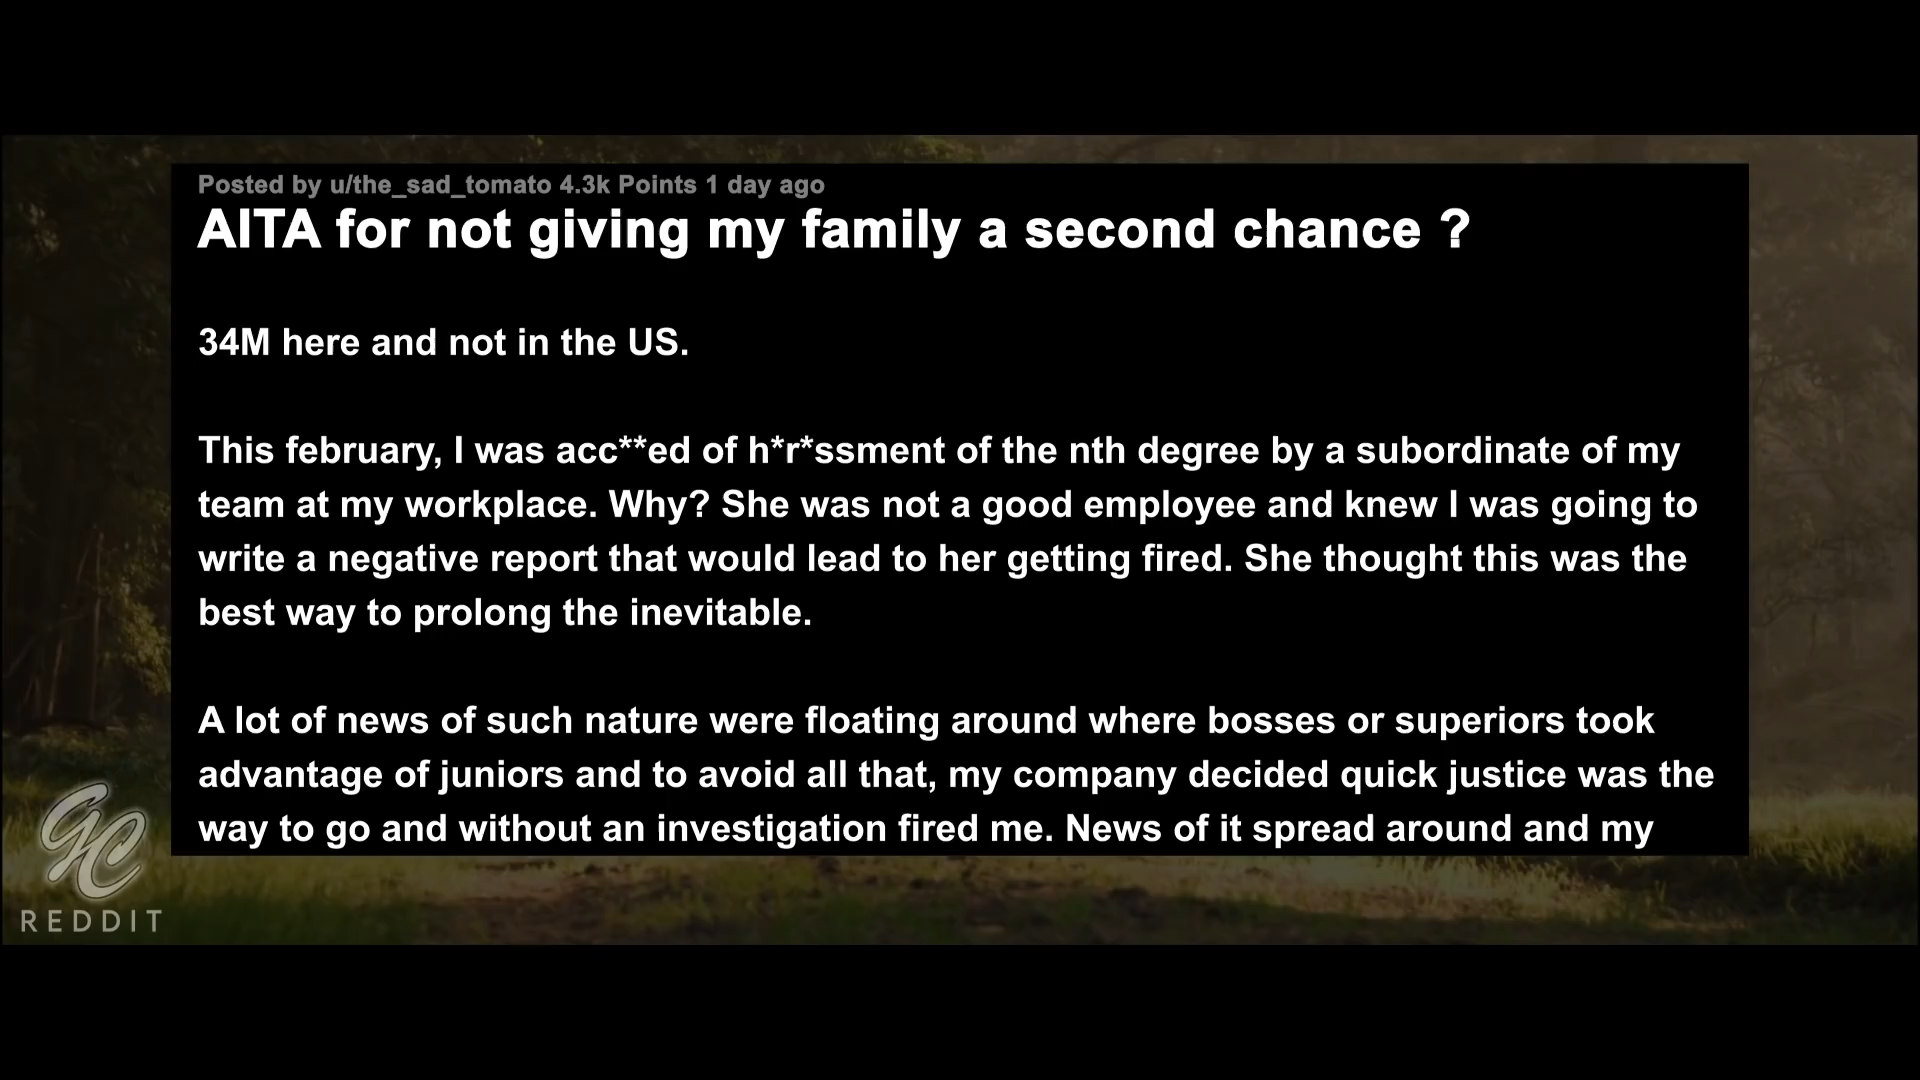 Posted by u/the_sad_tomato 4.3k Points 1 day ago
AITA for not giving my family a second chance ?
34M here and not in the US.
This february, I was acc**ed of h*r*ssment of the nth degree by a subordinate of my
team at my workplace. Why? She was not a good employee and knew I was going to
write a negative report that would lead to her getting fired. She thought this was the
best way to prolong the inevitable.
A lot of news of such nature were floating around where bosses or superiors took
advantage of juniors and to avoid all that, my company decided quick justice was the
way to go and without an investigation fired me. News of it spread around and my
GC
REDDIT